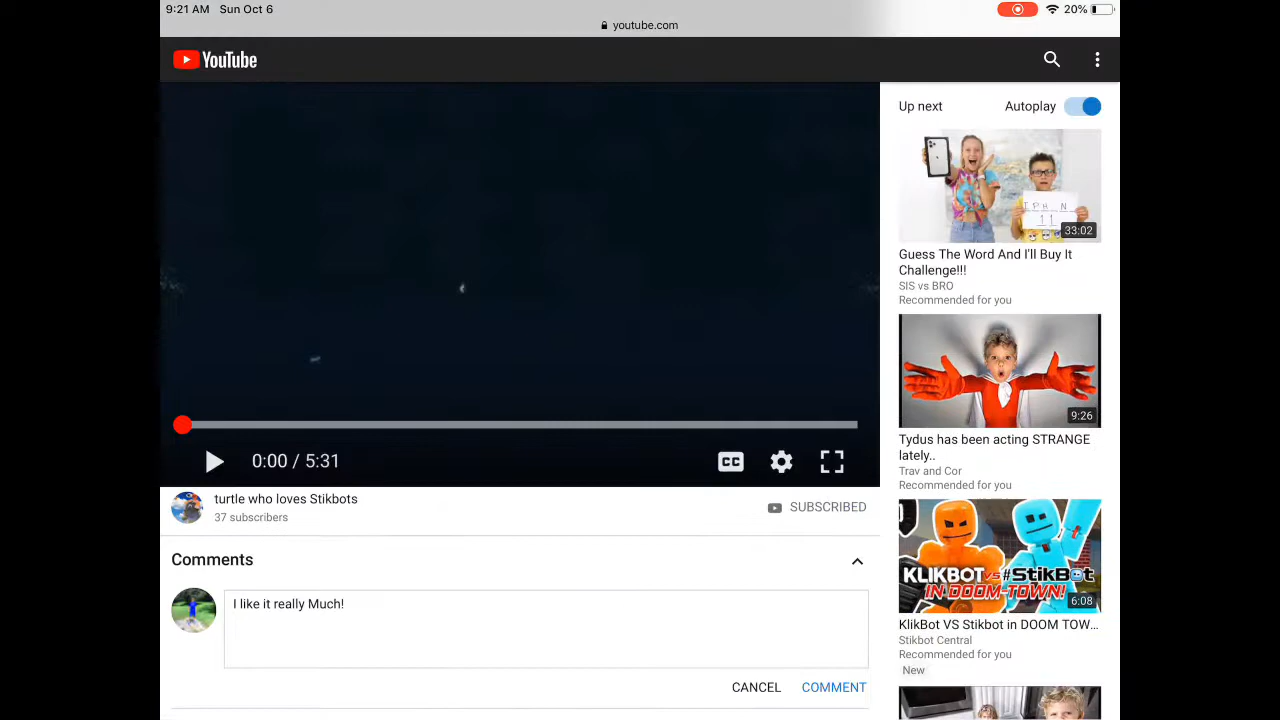 9:21 AM Sun Oct 6
20%
youtube.com
YouTube
Up next
Autoplay
I P H N
1 1
33:02
Guess The Word And I'll Buy It
Challenge!!!
SIS vs BRO
Recommended for you
9:26
Tydus has been acting STRANGE
lately..
Trav and Cor
Recommended for you
KLIKBOT VS #STIKBOT
IN DOOM-TOWN!
6:08
KlikBot VS Stikbot in DOOM TOW...
Stikbot Central
Recommended for you
New
0:00 / 5:31
CC
turtle who loves Stikbots
37 subscribers
SUBSCRIBED
Comments
I like it really Much!
CANCEL
COMMENT